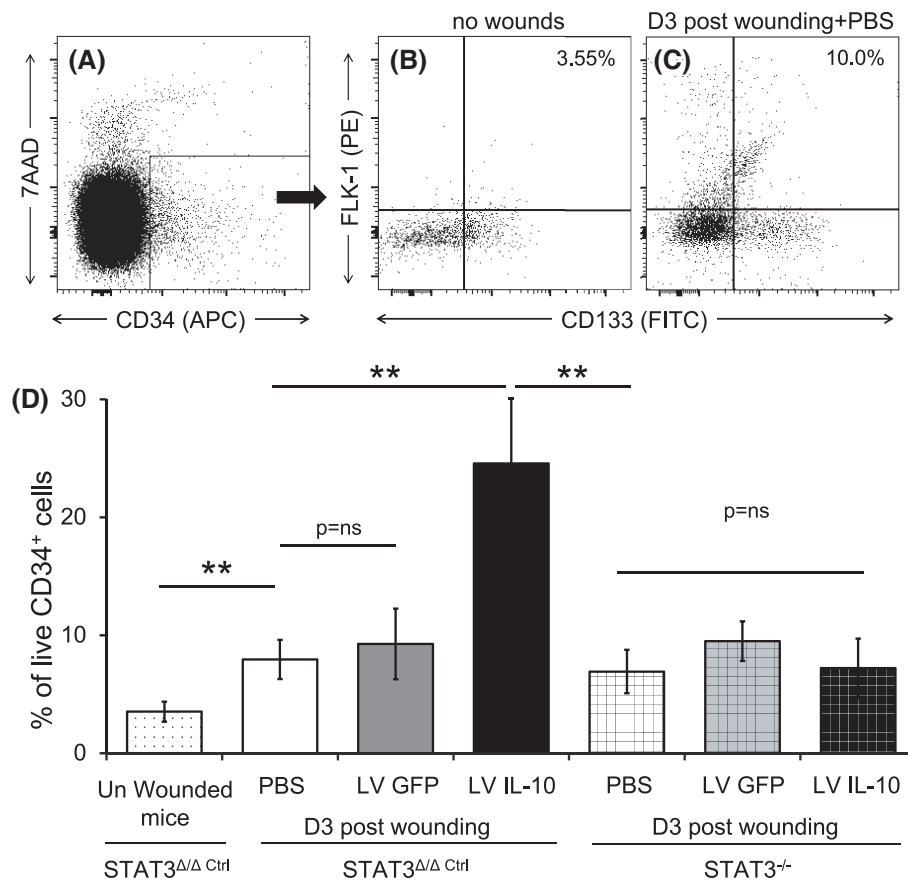 no wounds
D3 post wounding+PBS
(A)
(B)
3.55%
(C)
10.0%
7AAD
FLK-1 (PE)
CD34 (APC)
CD133 (FITC)
(D)
% of live CD34⁺ cells
30
20
10
0
**
**
**
p=ns
p=ns
Un Wounded
mice
PBS
LV GFP
LV IL-10
PBS
LV GFP
LV IL-10
D3 post wounding
D3 post wounding
STAT3Δ/Δ Ctrl
STAT3Δ/Δ Ctrl
STAT3-/-